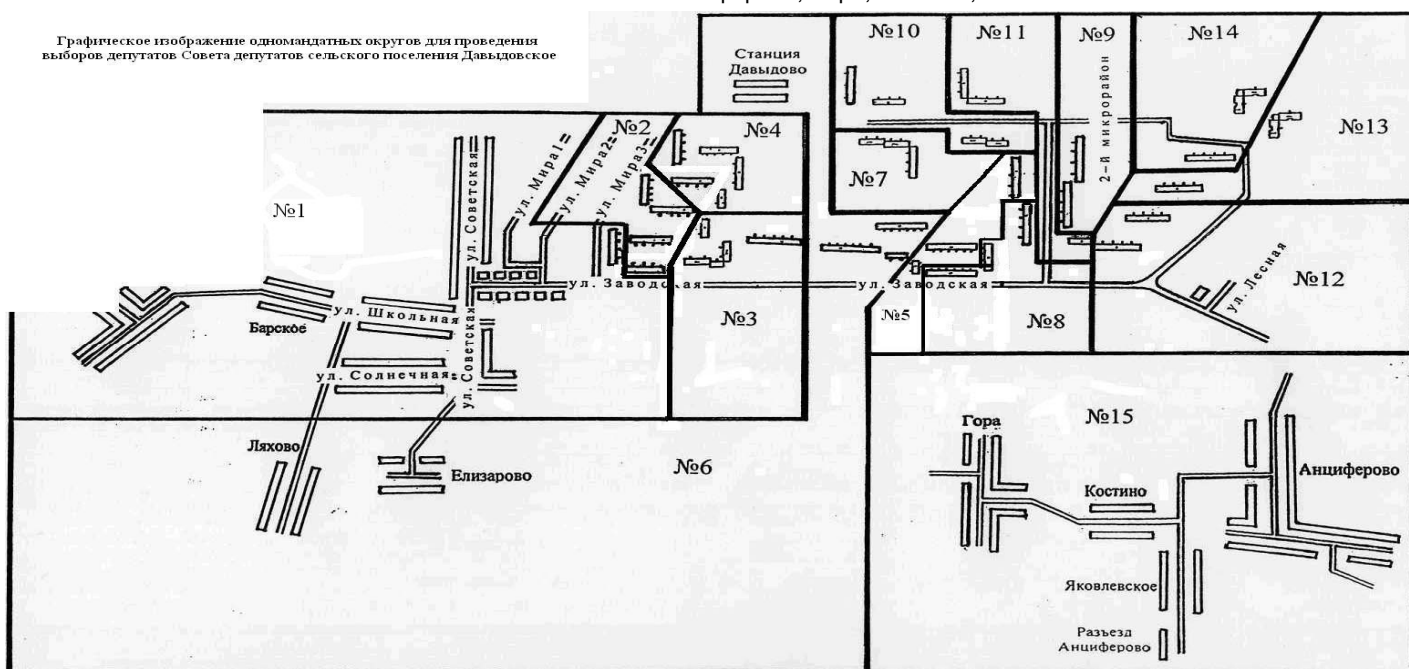 Графическое изображение одномандатных округов для проведения
выборов депутатов Совета депутатов сельского поселения Давыдовское
Станция
Давыдово
№10
№11
№9
№14
№13
2-й микрорайон
№2
№4
№7
№1
ул. Советская
ул. Мира1
ул. Мира2
ул. Мира3
ул. Заводская
ул. Заводская
ул. Лесная
№12
№3
№5
№8
Барское
ул. Школьная
ул. Солнечная
ул. Советская
Ляхово
Елизарово
№6
№15
Гора
Костино
Анциферово
Яковлевское
Разъезд
Анциферово